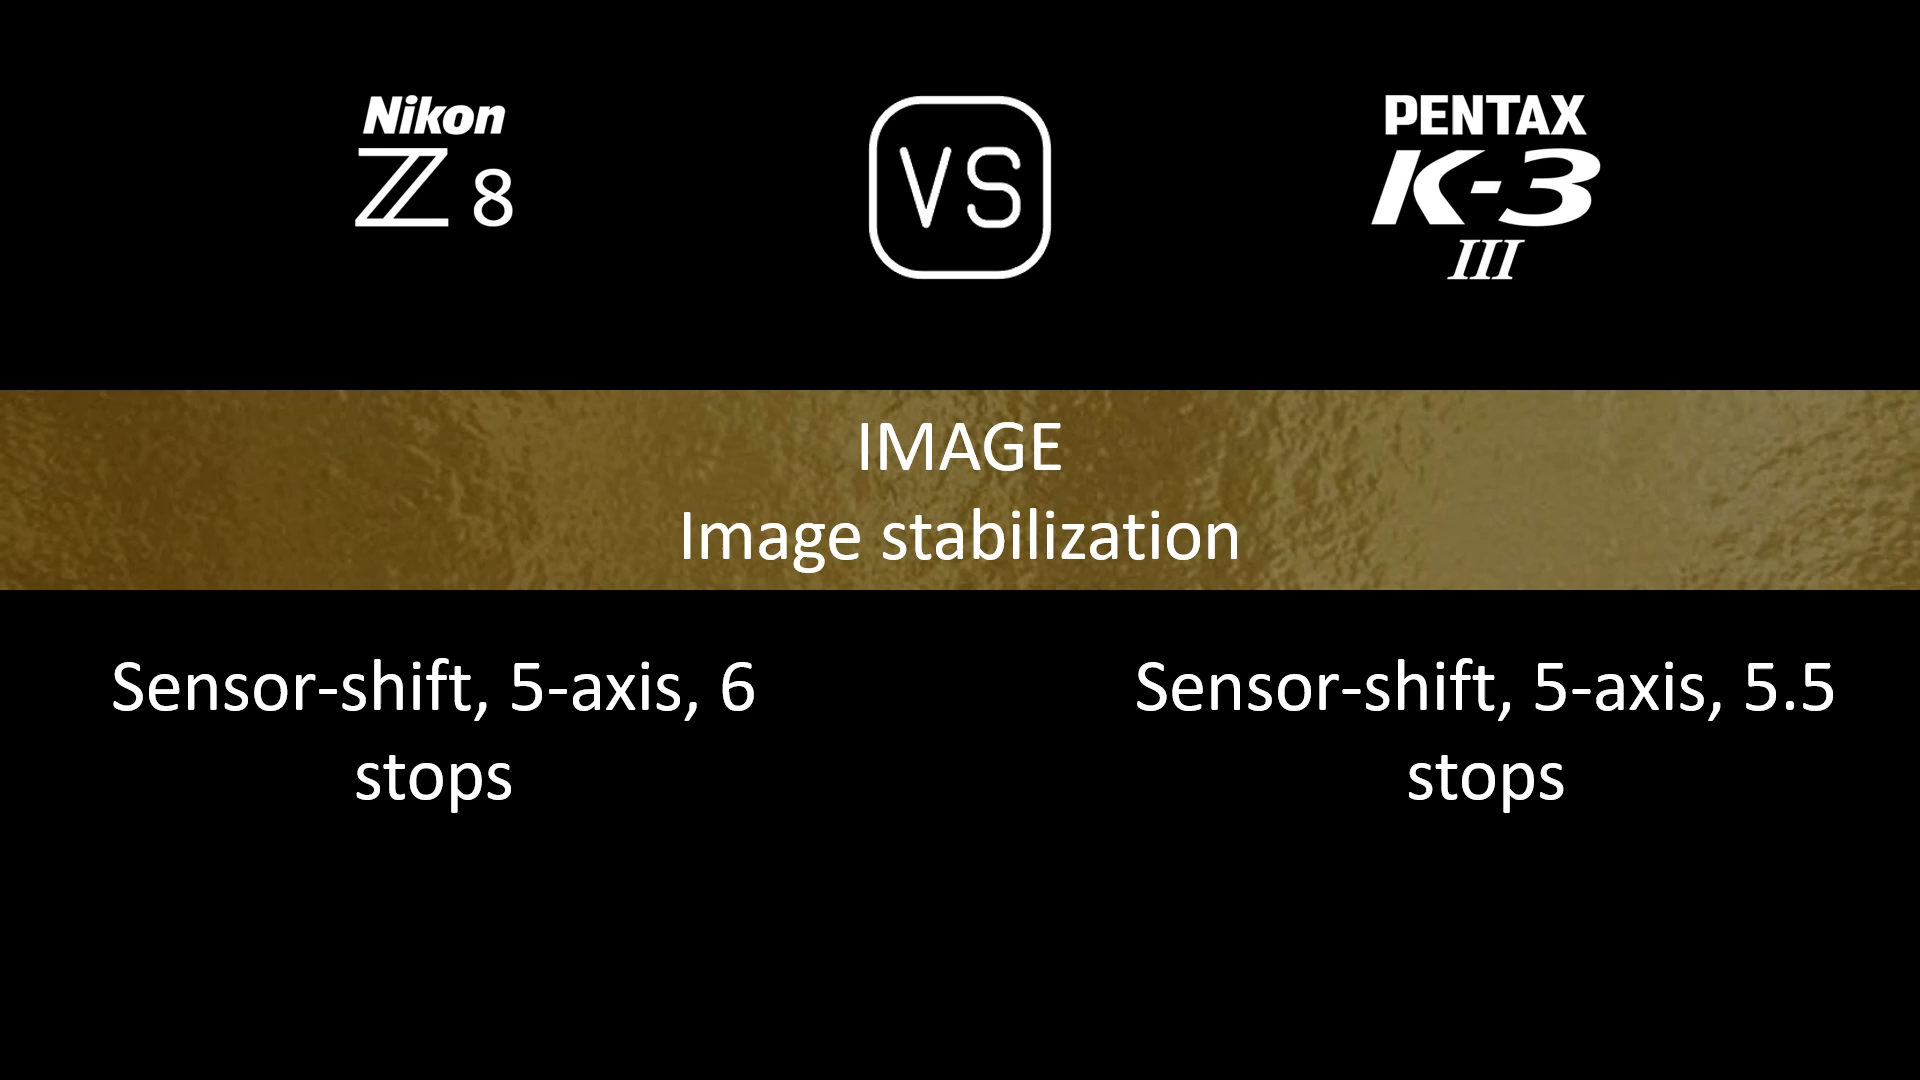 Nikon
Z 8
VS
PENTAX
K-3
III
IMAGE
Image stabilization
Sensor-shift, 5-axis, 6
stops
Sensor-shift, 5-axis, 5.5
stops